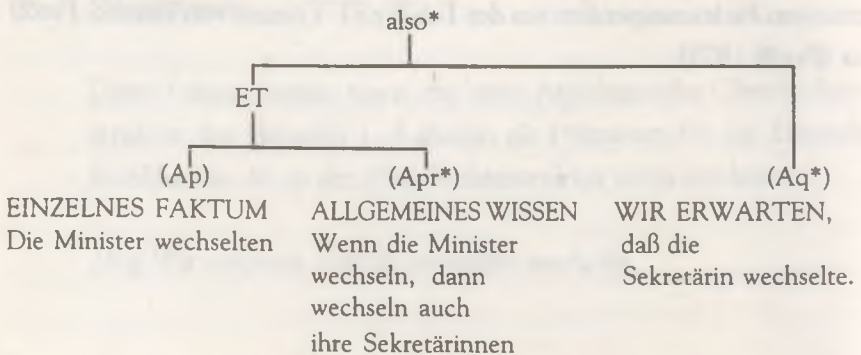 also*
ET
(Ap) (Apr*) (Aq*)
EINZELNES FAKTUM ALLGEMEINES WISSEN WIR ERWARTEN,
Die Minister wechselten Wenn die Minister daß die
wechseln, dann Sekretärin wechselte.
wechseln auch
ihre Sekretärinnen